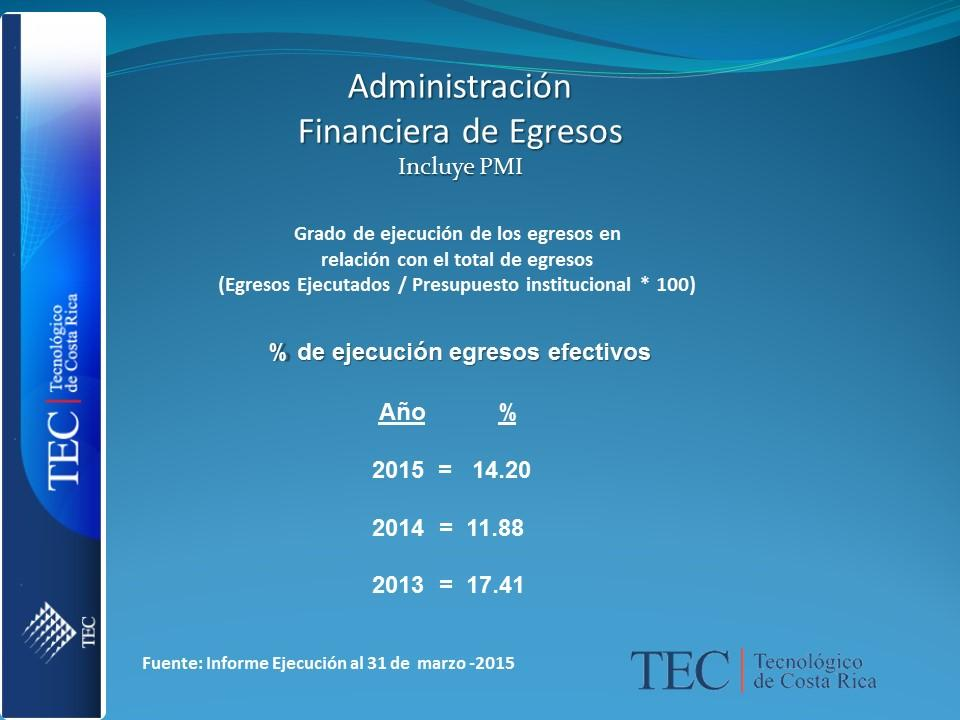 Administración
Financiera de Egresos
Incluye PMI
Grado de ejecución de los egresos en
relación con el total de egresos
(Egresos Ejecutados / Presupuesto institucional * 100)
% de ejecución egresos efectivos
Año %
2015 = 14.20
2014 = 11.88
2013 = 17.41
Fuente: Informe Ejecución al 31 de marzo -2015
TEC | Tecnológico
de Costa Rica
TEC | Tecnológico
de Costa Rica
TEC